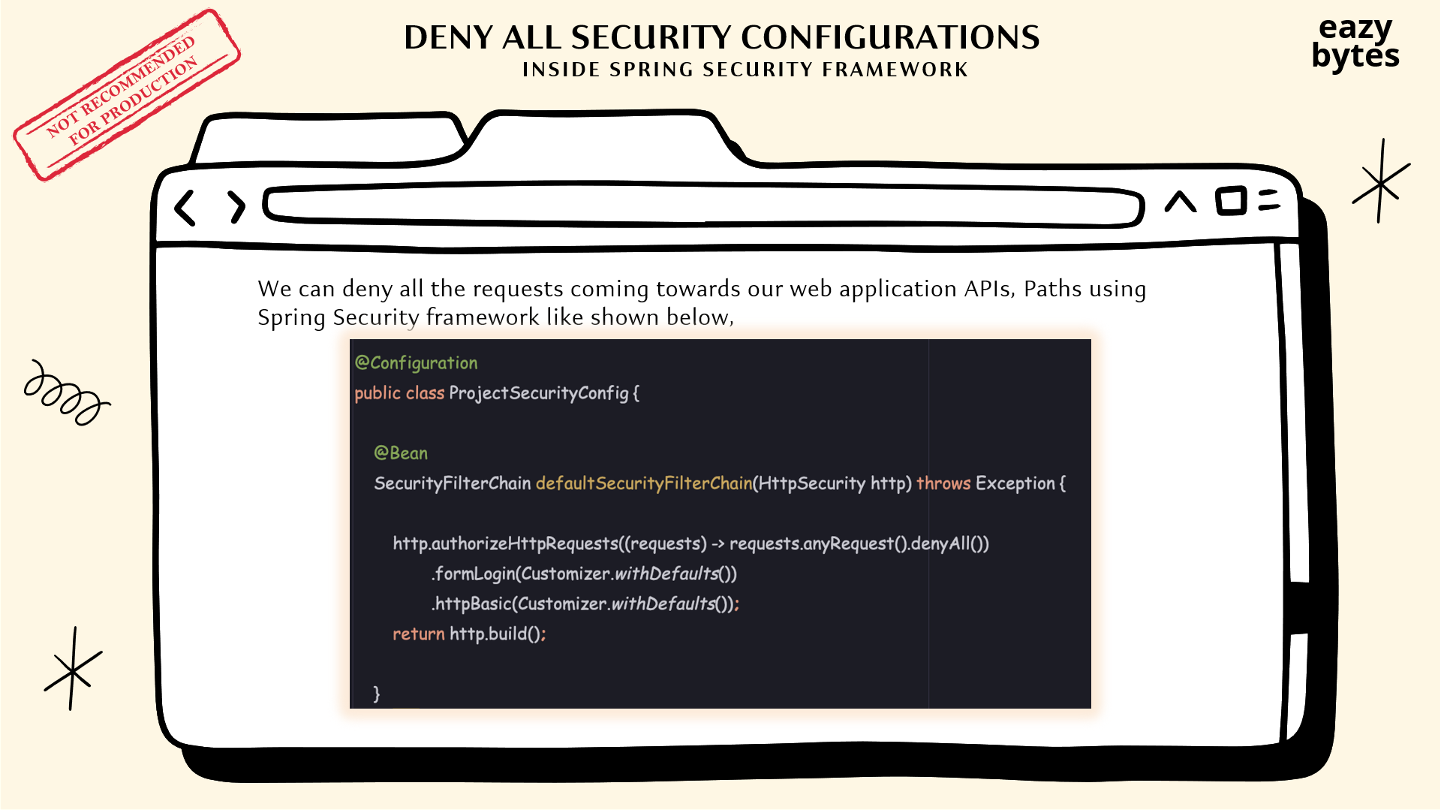 NOT RECOMMENDED
FOR PRODUCTION
DENY ALL SECURITY CONFIGURATIONS
INSIDE SPRING SECURITY FRAMEWORK
eazy
bytes
We can deny all the requests coming towards our web application APIs, Paths using
Spring Security framework like shown below,
@Configuration
public class ProjectSecurityConfig {
@Bean
SecurityFilterChain defaultSecurityFilterChain(HttpSecurity http) throws Exception {
http.authorizeHttpRequests((requests) -> requests.anyRequest().denyAll())
.formLogin(Customizer.withDefaults())
.httpBasic(Customizer.withDefaults());
return http.build();
}